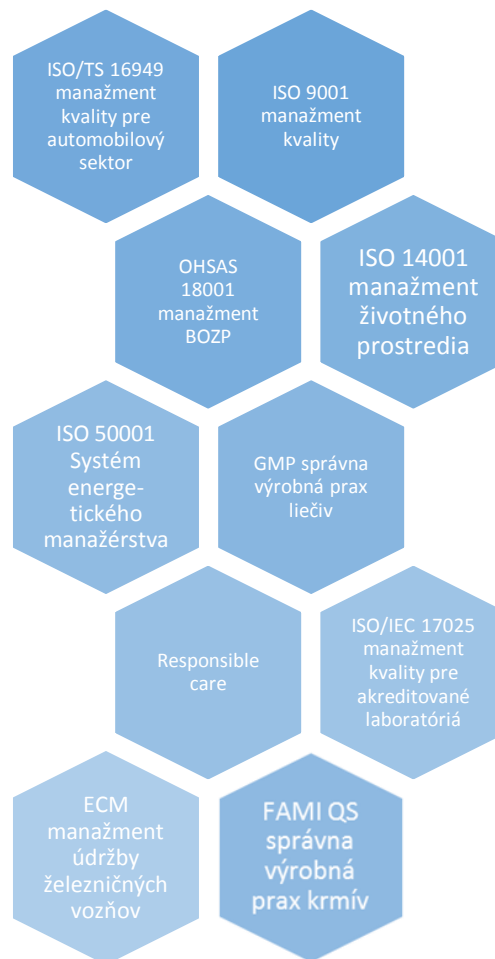 ISO/TS 16949
manažment
kvality pre
automobilový
sektor
ISO 9001
manažment
kvality
OHSAS
18001
manažment
BOZP
ISO 14001
manažment
životného
prostredia
ISO 50001
Systém
energe-
tického
manažérstva
GMP správna
výrobná prax
liečiv
Responsible
care
ISO/IEC 17025
manažment
kvality pre
akreditované
laboratóriá
ECM
manažment
údržby
železničných
vozňov
FAMI QS
správna
výrobná
prax krmív